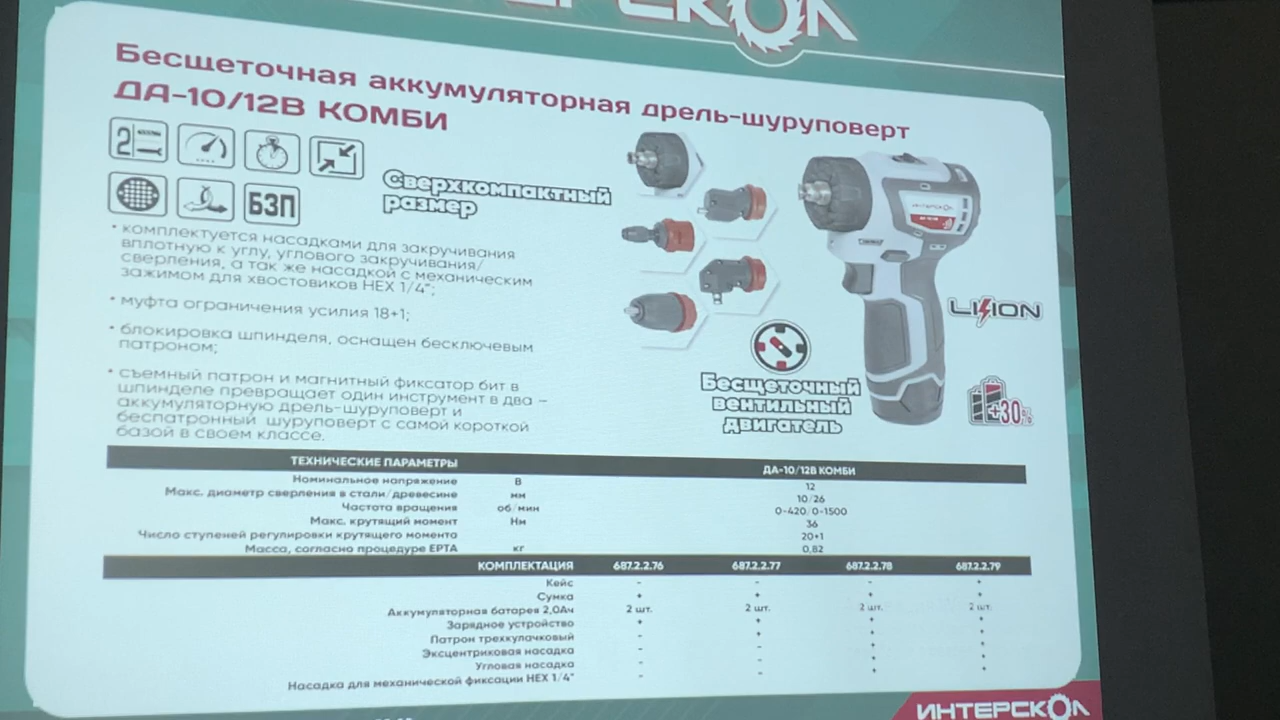 ИНТЕРСКОЛ
Бесщеточная аккумуляторная дрель-шуруповерт
ДА-10/12В КОМБИ
2
БЗП
Сверхкомпактный
размер
• комплектуется насадками для закручивания
вплотную к углу, углового закручивания/
сверления, а так же насадкой с механическим
зажимом для хвостовиков HEX 1/4";
• муфта ограничения усилия 18+1;
• блокировка шпинделя, оснащен бесключевым
патроном;
• съемный патрон и магнитный фиксатор бит в
шпинделе превращает один инструмент в два –
аккумуляторную дрель-шуруповерт и
беспатронный шуруповерт с самой короткой
базой в своем классе.
ИНТЕРСКОЛ
LI ION
Бесщеточный
вентильный
двигатель
+30%
ТЕХНИЧЕСКИЕ ПАРАМЕТРЫ ДА-10/12В КОМБИ
Номинальное напряжение В 12
Макс. диаметр сверления в стали/древесине мм 10/26
Частота вращения об/мин 0-420/0-1500
Макс. крутящий момент Нм 36
Число ступеней регулировки крутящего момента 20+1
Масса, согласно процедуре ЕРТА кг 0,82
КОМПЛЕКТАЦИЯ 687.2.2.76 687.2.2.77 687.2.2.78 687.2.2.79
Кейс - - - +
Сумка + + + +
Аккумуляторная батарея 2,0Ач 2 шт. 2 шт. 2 шт. 2 шт.
Зарядное устройство + + + +
Патрон трехкулачковый - + + +
Эксцентриковая насадка - - + +
Угловая насадка - - + +
Насадка для механической фиксации HEX 1/4" - - + +
ИНТЕРСКОЛ